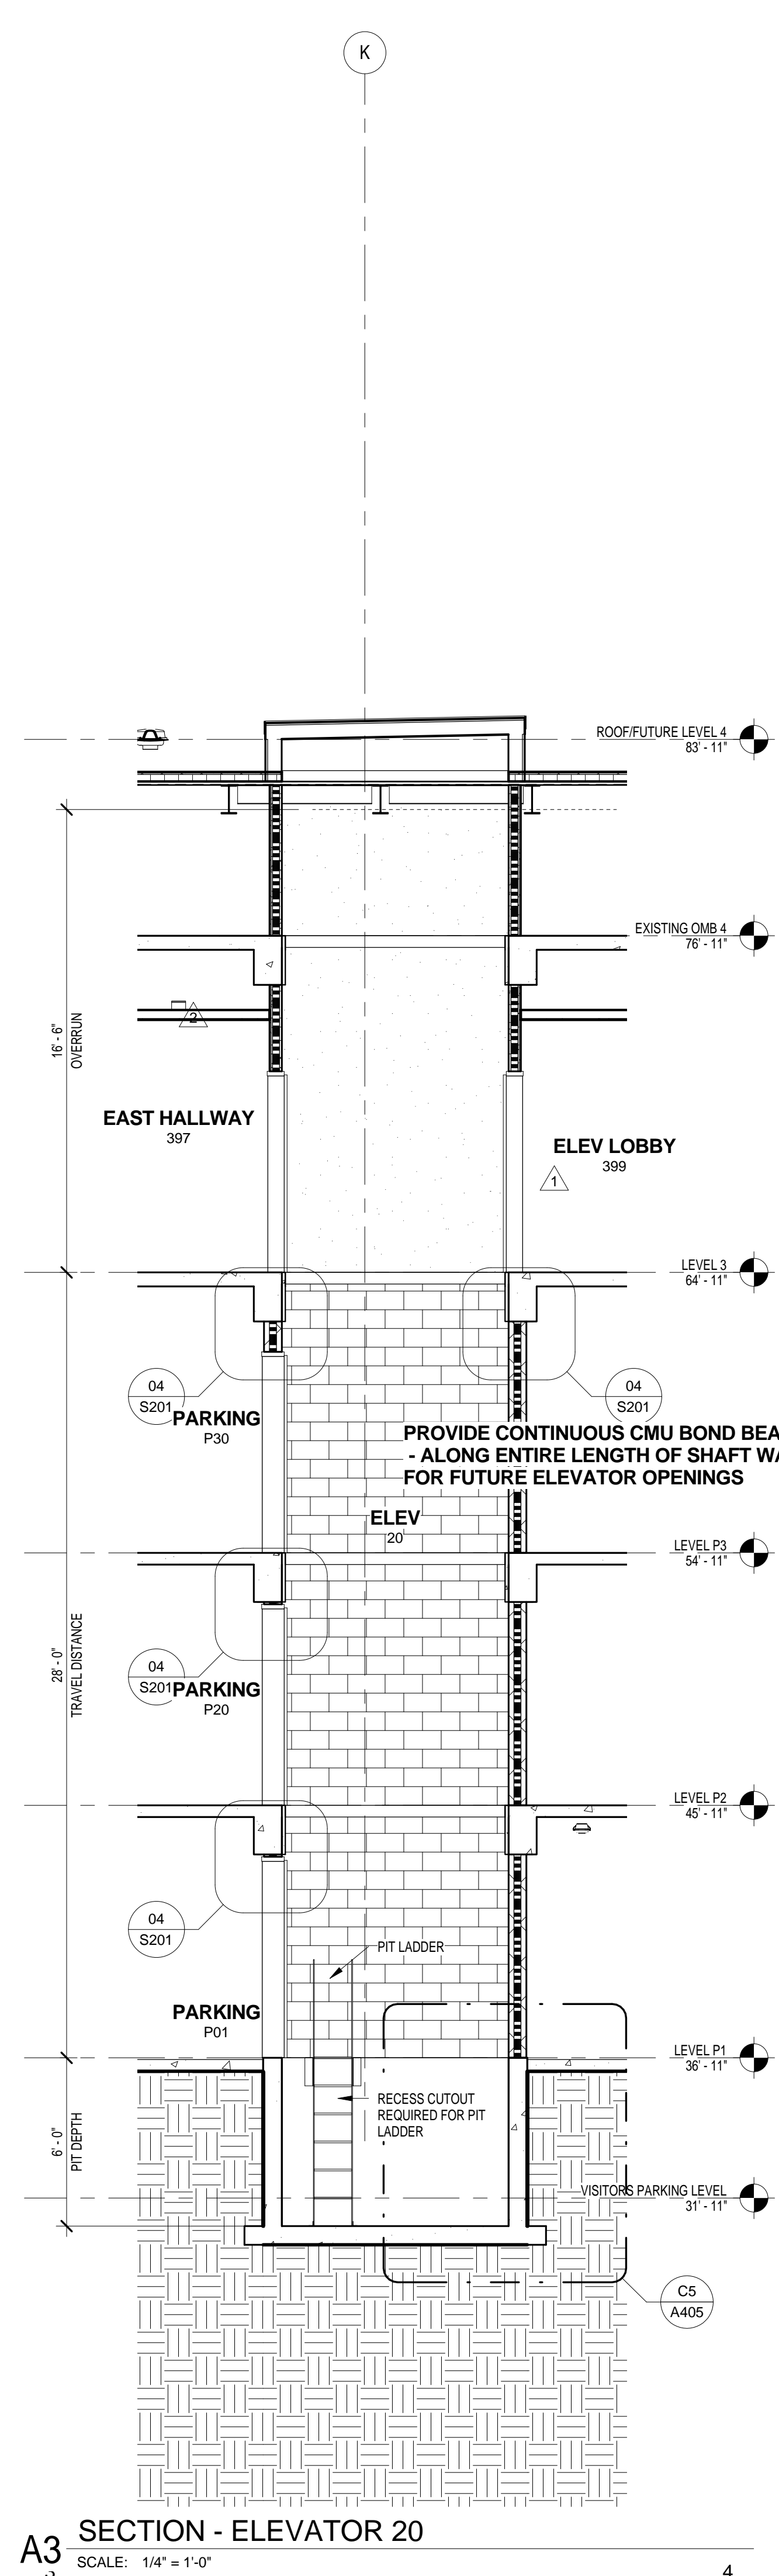 K
ROOF/FUTURE LEVEL 4
83' - 11"
EXISTING OMB 4
76' - 11"
2
16' - 6"
OVERRUN
EAST HALLWAY
397
ELEV LOBBY
399
1
LEVEL 3
64' - 11"
04
S201
04
S201
PARKING
P30
PROVIDE CONTINUOUS CMU BOND BEA
- ALONG ENTIRE LENGTH OF SHAFT WA
FOR FUTURE ELEVATOR OPENINGS
ELEV
20
LEVEL P3
54' - 11"
28' - 0"
TRAVEL DISTANCE
04
S201
PARKING
P20
LEVEL P2
45' - 11"
04
S201
PIT LADDER
PARKING
P01
LEVEL P1
36' - 11"
RECESS CUTOUT
REQUIRED FOR PIT
LADDER
6' - 0"
PIT DEPTH
VISITORS PARKING LEVEL
31' - 11"
C5
A405
A3
SECTION - ELEVATOR 20
SCALE: 1/4" = 1'-0"
4